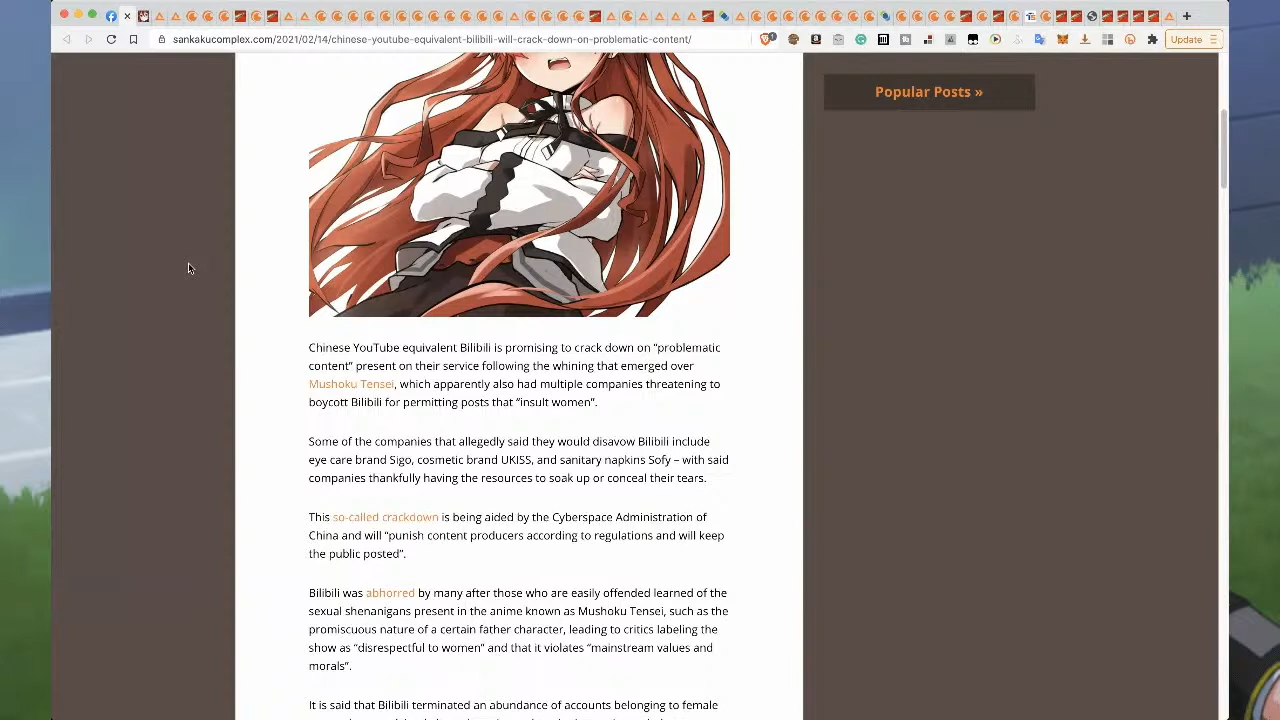 sankakucomplex.com/2021/02/14/chinese-youtube-equivalent-bilibili-will-crack-down-on-problematic-content/
Update
Popular Posts »
Chinese YouTube equivalent Bilibili is promising to crack down on “problematic
content” present on their service following the whining that emerged over
Mushoku Tensei, which apparently also had multiple companies threatening to
boycott Bilibili for permitting posts that “insult women”.
Some of the companies that allegedly said they would disavow Bilibili include
eye care brand Sigo, cosmetic brand UKISS, and sanitary napkins Sofy – with said
companies thankfully having the resources to soak up or conceal their tears.
This so-called crackdown is being aided by the Cyberspace Administration of
China and will “punish content producers according to regulations and will keep
the public posted”.
Bilibili was abhorred by many after those who are easily offended learned of the
sexual shenanigans present in the anime known as Mushoku Tensei, such as the
promiscuous nature of a certain father character, leading to critics labeling the
show as “disrespectful to women” and that it violates “mainstream values and
morals”.
It is said that Bilibili terminated an abundance of accounts belonging to female